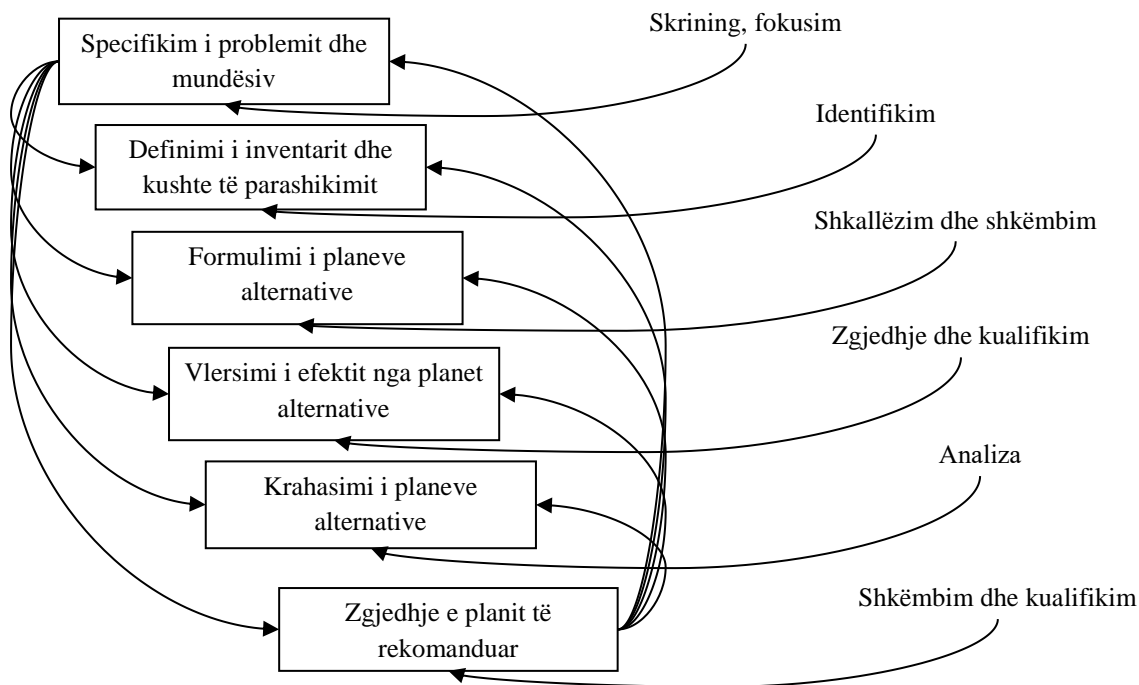 Skrining, fokusim
Specifikim i problemit dhe
mundësiv
Identifikim
Definimi i inventarit dhe
kushte të parashikimit
Shkallëzim dhe shkëmbim
Formulimi i planeve
alternative
Zgjedhje dhe kualifikim
Vlersimi i efektit nga planet
alternative
Analiza
Krahasimi i planeve
alternative
Shkëmbim dhe kualifikim
Zgjedhje e planit të
rekomanduar